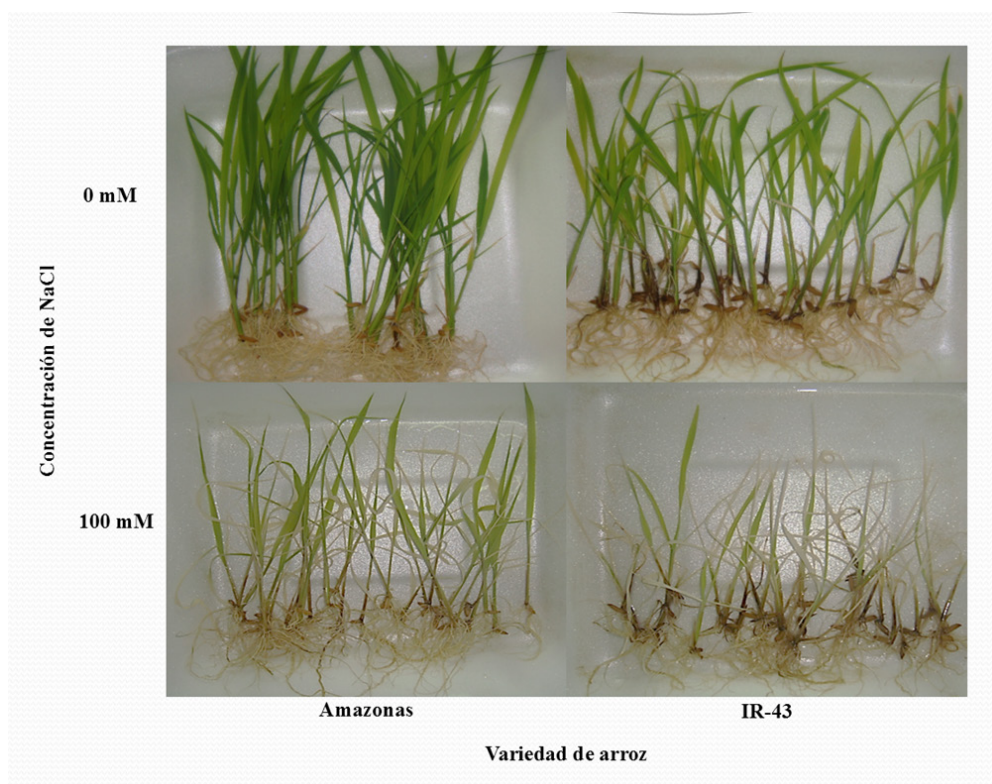 0 mM
Concentración de NaCl
100 mM
Amazonas
IR-43
Variedad de arroz